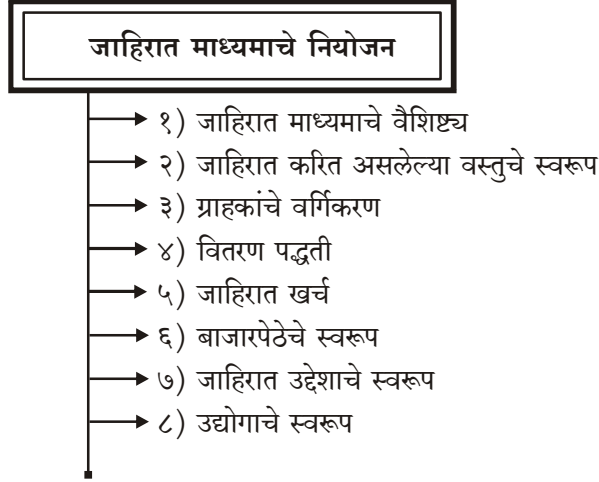 जाहिरात माध्यमाचे नियोजन
१) जाहिरात माध्यमाचे वैशिष्ट्य
२) जाहिरात करित असलेल्या वस्तुचे स्वरूप
३) ग्राहकांचे वर्गिकरण
४) वितरण पद्धती
५) जाहिरात खर्च
६) बाजारपेठेचे स्वरूप
७) जाहिरात उद्देशाचे स्वरूप
८) उद्योगाचे स्वरूप